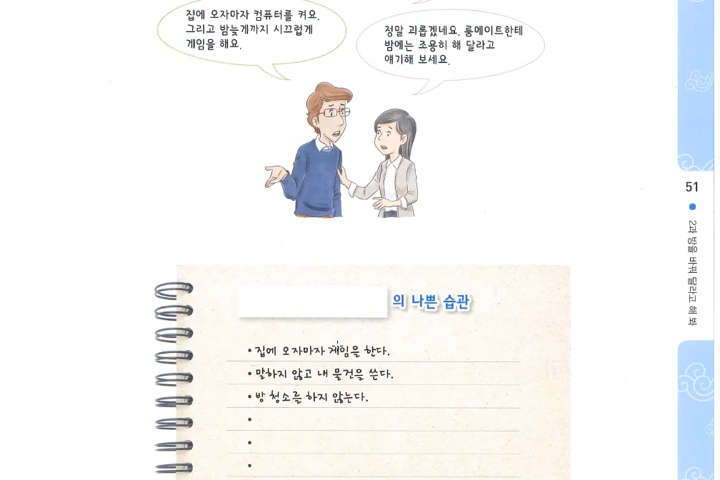 집에 오자마자 컴퓨터를 켜요.
그리고 밤늦게까지 시끄럽게
게임을 해요.
정말 괴롭겠네요. 룸메이트한테
밤에는 조용히 해 달라고
얘기해 보세요.
51
2과 방을 바꿔 달라고 해 봐
의 나쁜 습관
• 집에 오자마자 게임을 한다.
• 말하지 않고 내 물건을 쓴다.
• 방 청소를 하지 않는다.
•
•
•